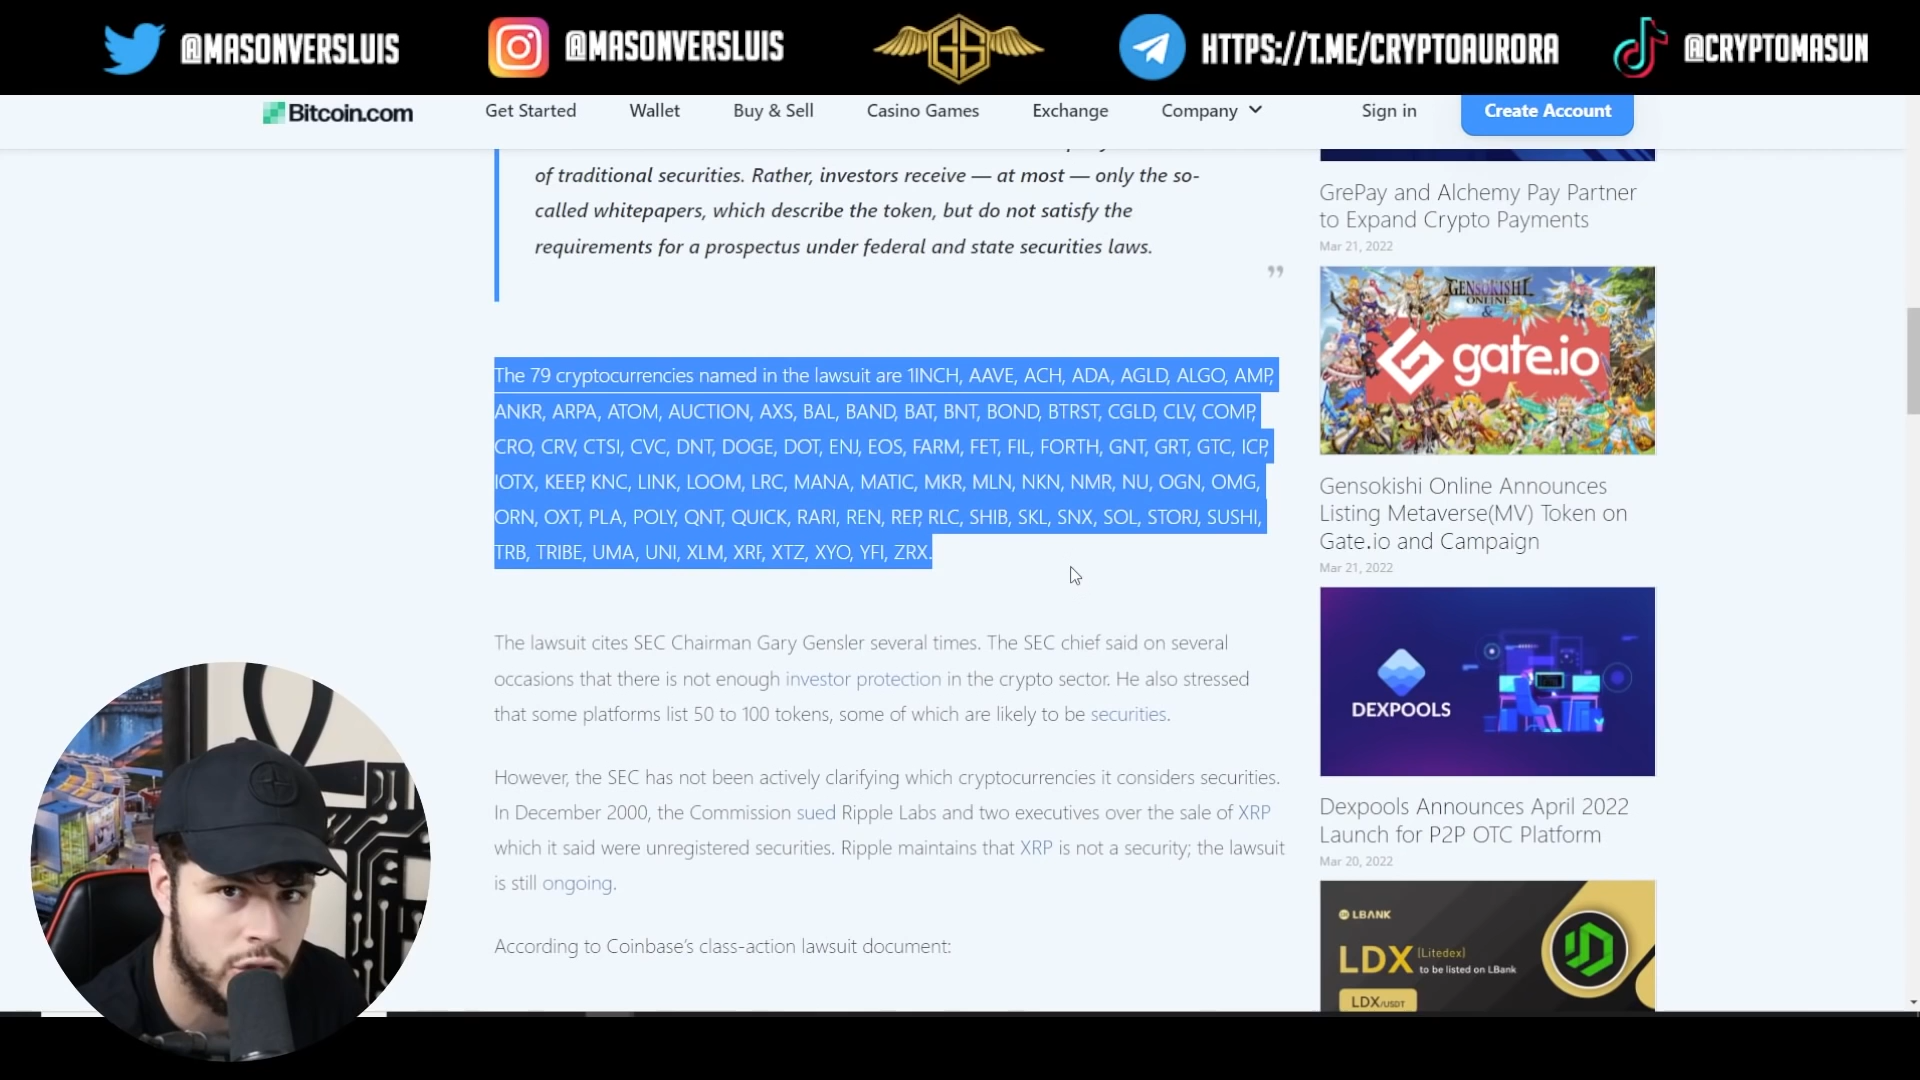 @MASONVERSLUIS
@MASONVERSLUIS
GS
HTTPS://T.ME/CRYPTOAURORA
@CRYPTOMASUN
Bitcoin.com
Get Started
Wallet
Buy & Sell
Casino Games
Exchange
Company
Sign in
Create Account
of traditional securities. Rather, investors receive — at most — only the so-
called whitepapers, which describe the token, but do not satisfy the
requirements for a prospectus under federal and state securities laws.
”
The 79 cryptocurrencies named in the lawsuit are 1INCH, AAVE, ACH, ADA, AGLD, ALGO, AMP,
ANKR, ARPA, ATOM, AUCTION, AXS, BAL, BAND, BAT, BNT, BOND, BTRST, CGLD, CLV, COMP,
CRO, CRV, CTSI, CVC, DNT, DOGE, DOT, ENJ, EOS, FARM, FET, FIL, FORTH, GNT, GRT, GTC, ICP,
IOTX, KEEP, KNC, LINK, LOOM, LRC, MANA, MATIC, MKR, MLN, NKN, NMR, NU, OGN, OMG,
ORN, OXT, PLA, POLY, QNT, QUICK, RARI, REN, REP, RLC, SHIB, SKL, SNX, SOL, STORJ, SUSHI,
TRB, TRIBE, UMA, UNI, XLM, XRF, XTZ, XYO, YFI, ZRX.
The lawsuit cites SEC Chairman Gary Gensler several times. The SEC chief said on several
occasions that there is not enough investor protection in the crypto sector. He also stressed
that some platforms list 50 to 100 tokens, some of which are likely to be securities.
However, the SEC has not been actively clarifying which cryptocurrencies it considers securities.
In December 2000, the Commission sued Ripple Labs and two executives over the sale of XRP
which it said were unregistered securities. Ripple maintains that XRP is not a security; the lawsuit
is still ongoing.
According to Coinbase’s class-action lawsuit document:
GrePay and Alchemy Pay Partner
to Expand Crypto Payments
Mar 21, 2022
GENSOKISHI
ONLINE
&
gate.io
Gensokishi Online Announces
Listing Metaverse(MV) Token on
Gate.io and Campaign
Mar 21, 2022
DEXPOOLS
Dexpools Announces April 2022
Launch for P2P OTC Platform
Mar 20, 2022
LBANK
LDX [Litedex]
to be listed on LBank
LDX/USDT